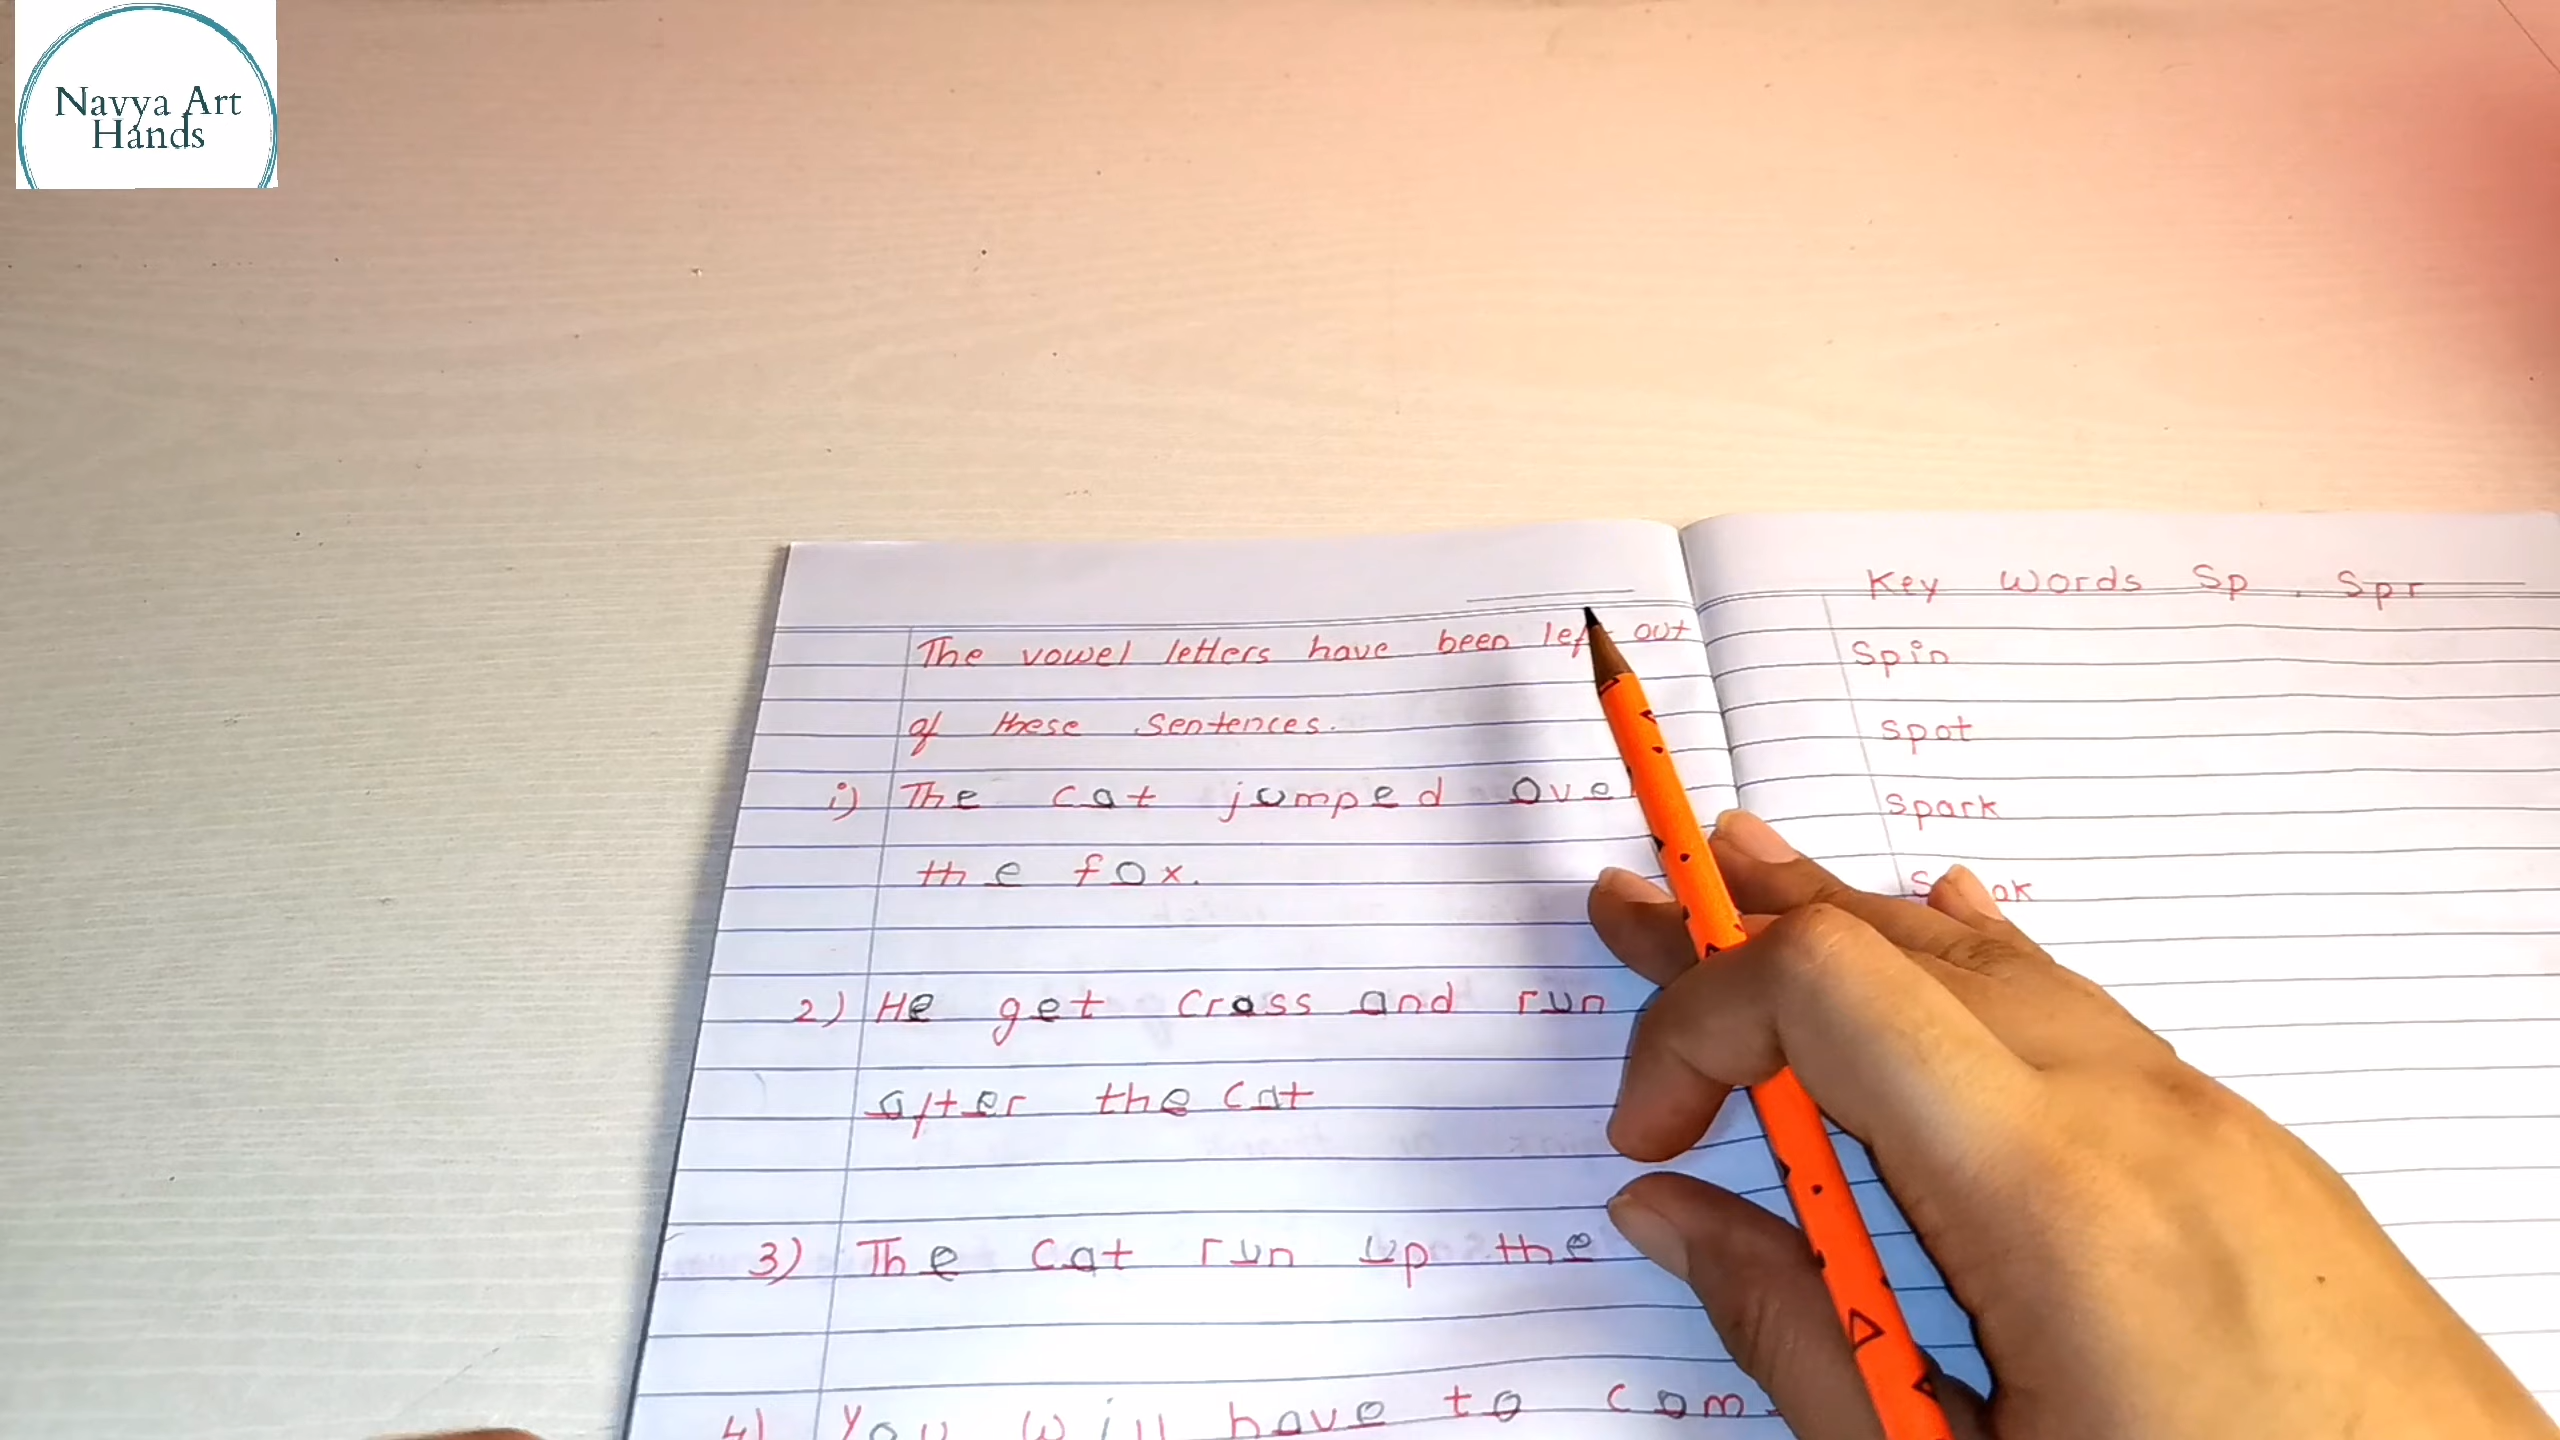 Navya Art
Hands
The vowel letters have been left out
of these sentences.
i) The cat jumped ove
the fox.
2) He get cross and run
after the cat
3) The cat run up the
4) You will have to com
Key words Sp. Spr
Spin
Spot
Spark